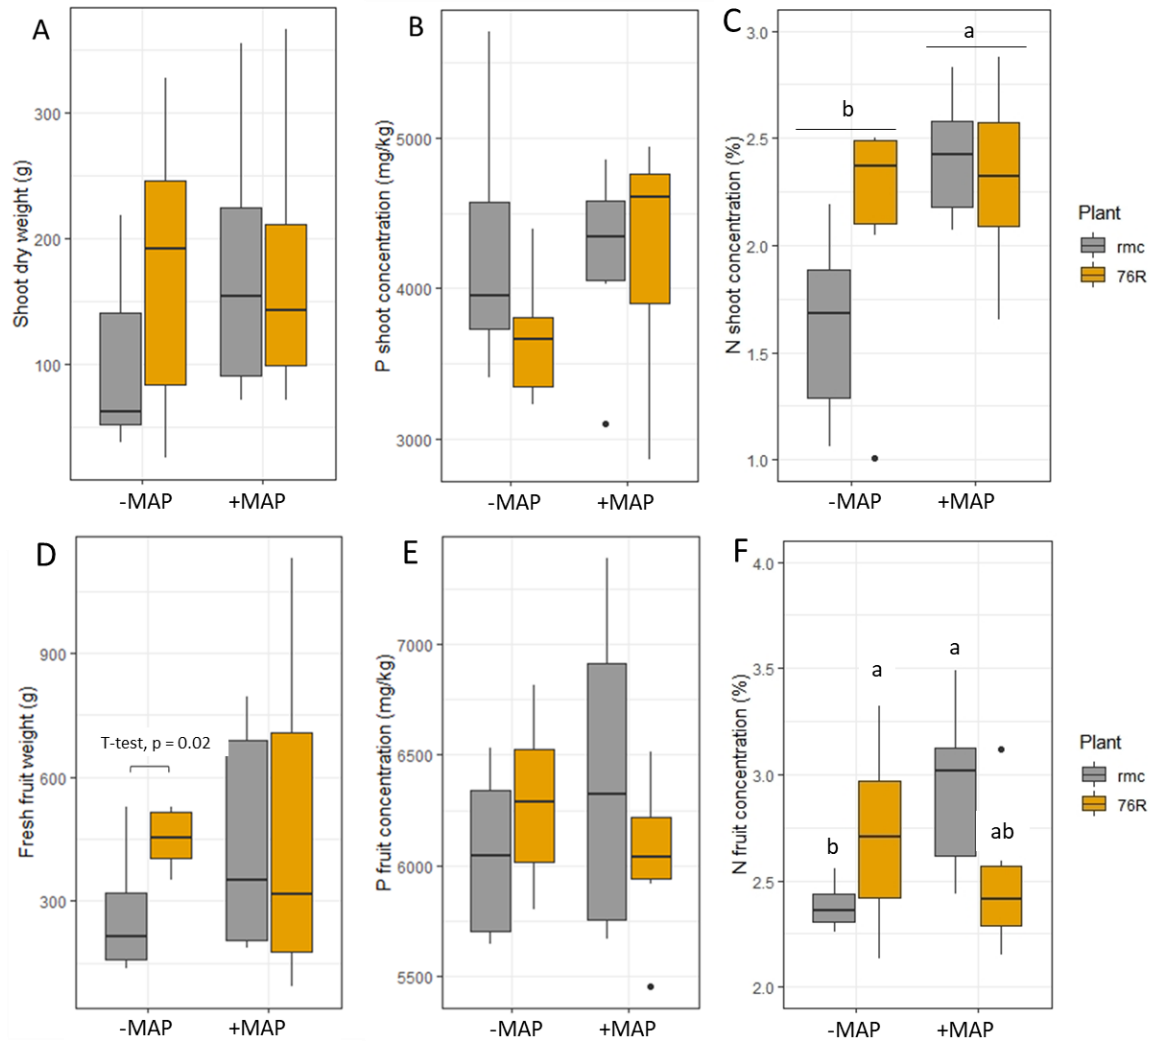 A
Shoot dry weight (g)
300
200
100
-MAP
+MAP
B
P shoot concentration (mg/kg)
5000
4000
3000
-MAP
+MAP
C
N shoot concentration (%)
3.0
2.5
2.0
1.5
1.0
b
a
-MAP
+MAP
Plant
rmc
76R
D
Fresh fruit weight (g)
900
600
300
T-test, p = 0.02
-MAP
+MAP
E
P fruit concentration (mg/kg)
7000
6500
6000
5500
-MAP
+MAP
F
N fruit concentration (%)
4.0
3.5
3.0
2.5
2.0
b
a
a
ab
-MAP
+MAP
Plant
rmc
76R